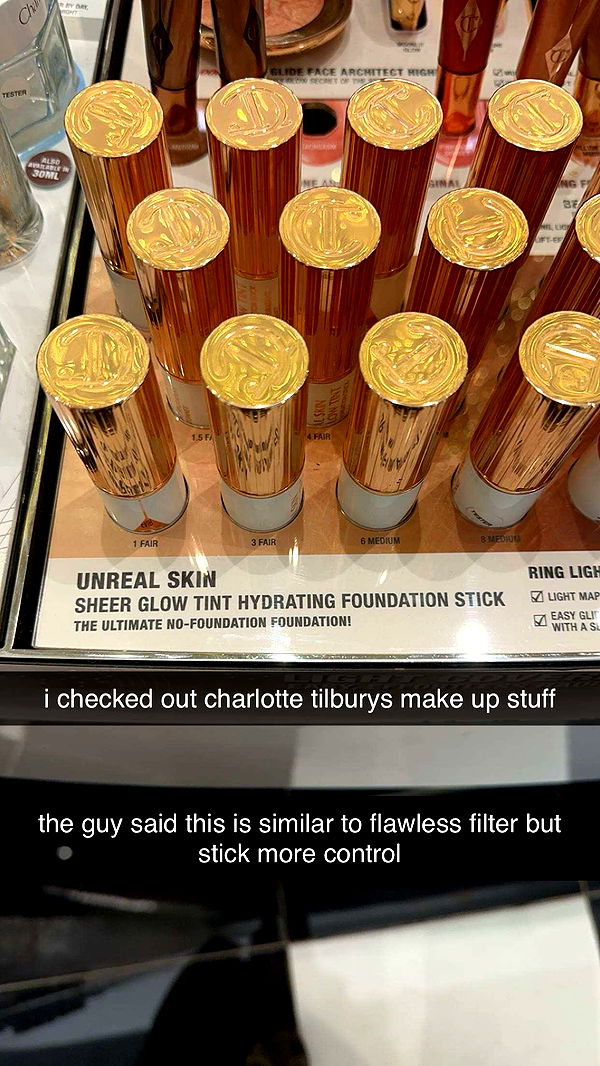 TESTER
ALSO
AVAILABLE IN
30ML
GLIDE FACE ARCHITECT HIGH
1.5 FA
4 FAIR
1 FAIR
3 FAIR
6 MEDIUM
8 MEDIUM
UNREAL SKIN
SHEER GLOW TINT HYDRATING FOUNDATION STICK
THE ULTIMATE NO-FOUNDATION FOUNDATION!
RING LIGH
LIGHT MAP
EASY GLI
WITH A S
i checked out charlotte tilburys make up stuff
the guy said this is similar to flawless filter but
stick more control